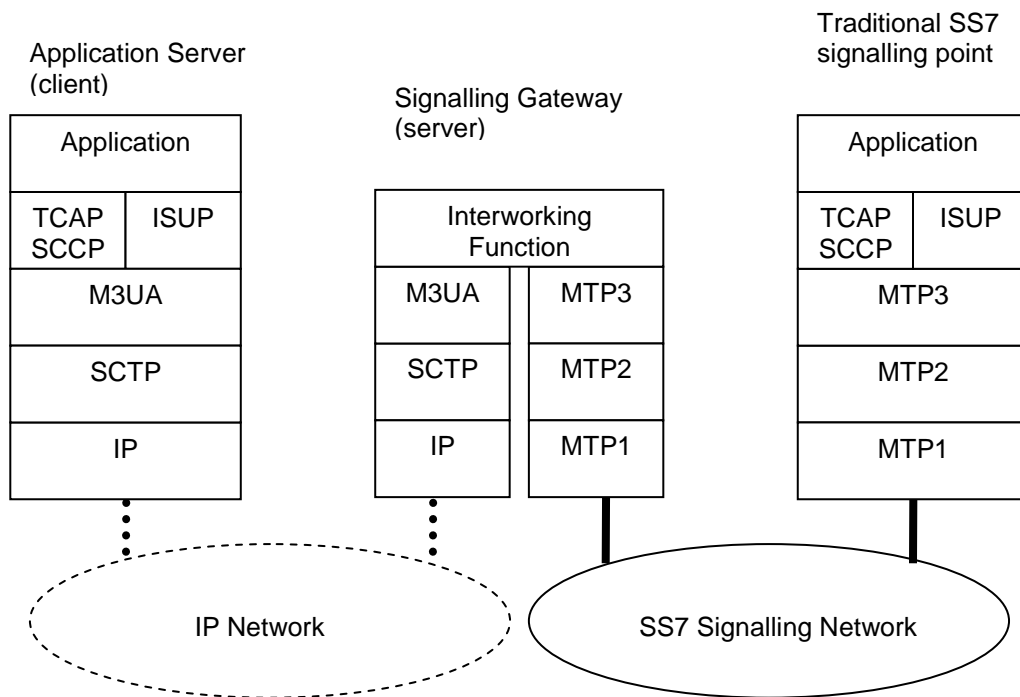 Application Server
(client)
Application
TCAP
SCCP
ISUP
M3UA
SCTP
IP
Signalling Gateway
(server)
Interworking
Function
M3UA
MTP3
SCTP
MTP2
IP
MTP1
Traditional SS7
signalling point
Application
TCAP
SCCP
ISUP
MTP3
MTP2
MTP1
IP Network
SS7 Signalling Network